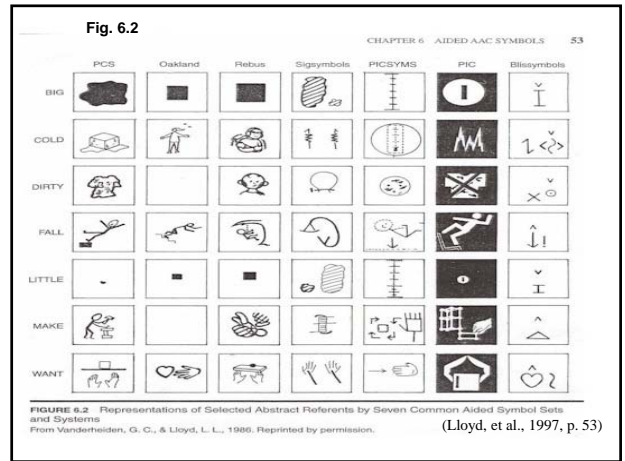 Fig. 6.2
CHAPTER 6 AIDED AAC SYMBOLS 53
PCS Oakland Rebus Sigsymbols PICSYMS PIC Blissymbols
BIG
COLD
DIRTY
FALL
LITTLE
MAKE
WANT
FIGURE 6.2 Representations of Selected Abstract Referents by Seven Common Aided Symbol Sets
and Systems
From Vanderheiden, G. C., & Lloyd, L. L., 1986. Reprinted by permission.
(Lloyd, et al., 1997, p. 53)